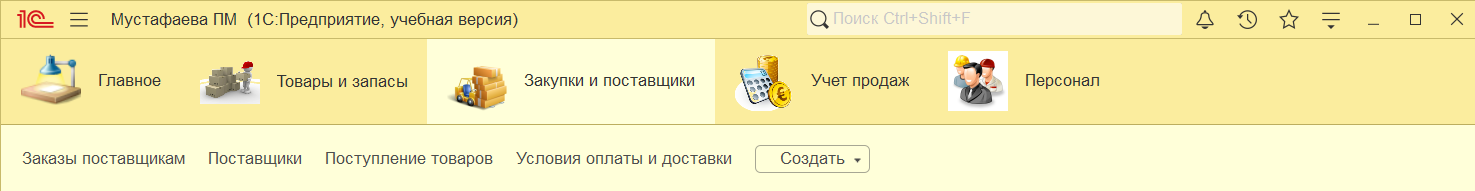 1С Мустафаева ПМ (1С:Предприятие, учебная версия) Поиск Ctrl+Shift+F
Главное Товары и запасы Закупки и поставщики Учет продаж Персонал
Заказы поставщикам Поставщики Поступление товаров Условия оплаты и доставки Создать